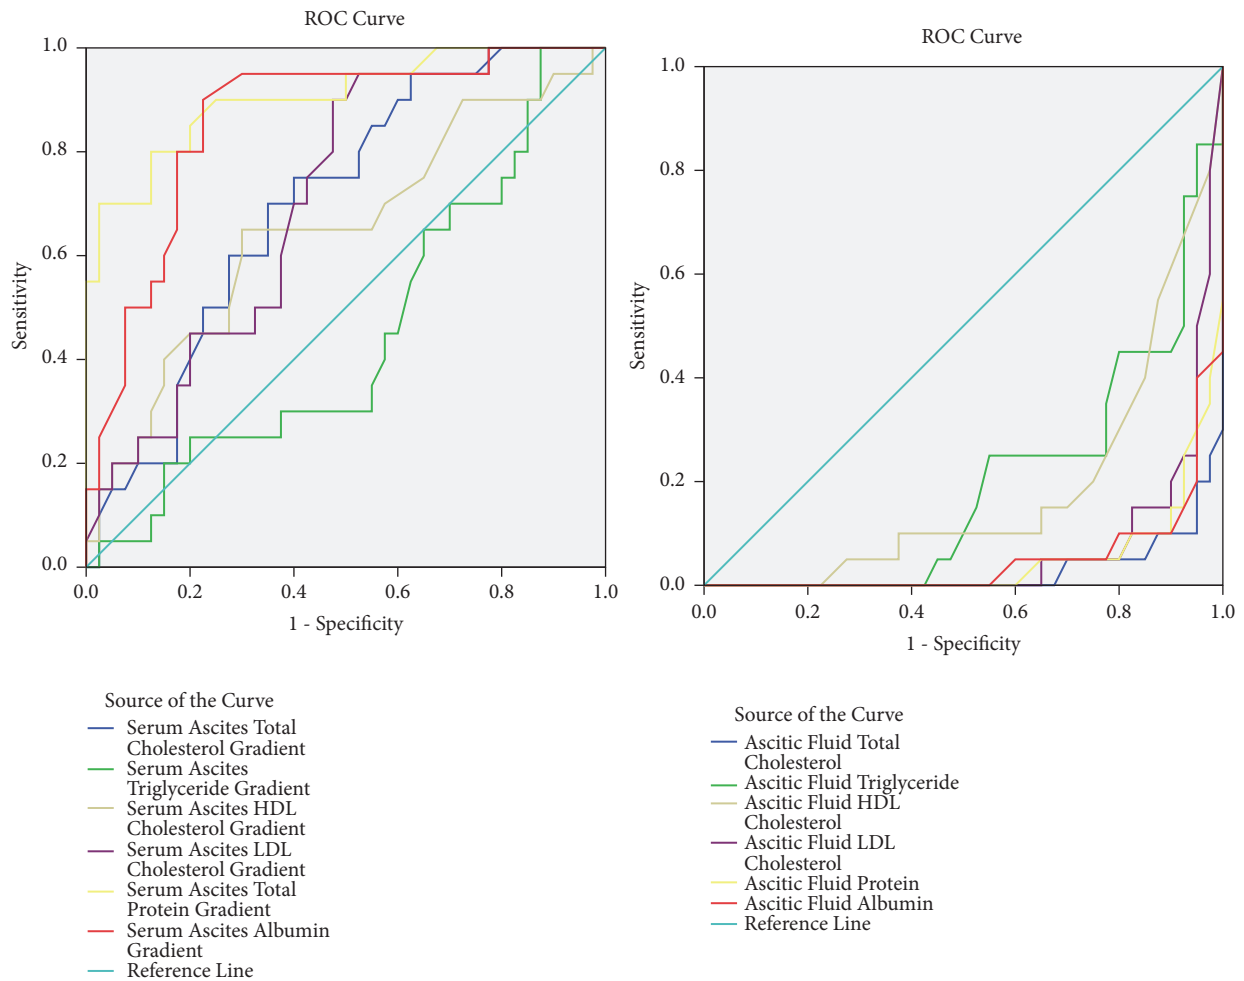 ROC Curve
1.0
0.8
0.6
0.4
0.2
0.0
Sensitivity
0.0 0.2 0.4 0.6 0.8 1.0
1 - Specificity
Source of the Curve
Serum Ascites Total
Cholesterol Gradient
Serum Ascites
Triglyceride Gradient
Serum Ascites HDL
Cholesterol Gradient
Serum Ascites LDL
Cholesterol Gradient
Serum Ascites Total
Protein Gradient
Serum Ascites Albumin
Gradient
Reference Line
ROC Curve
1.0
0.8
0.6
0.4
0.2
0.0
Sensitivity
0.0 0.2 0.4 0.6 0.8 1.0
1 - Specificity
Source of the Curve
Ascitic Fluid Total
Cholesterol
Ascitic Fluid Triglyceride
Ascitic Fluid HDL
Cholesterol
Ascitic Fluid LDL
Cholesterol
Ascitic Fluid Protein
Ascitic Fluid Albumin
Reference Line